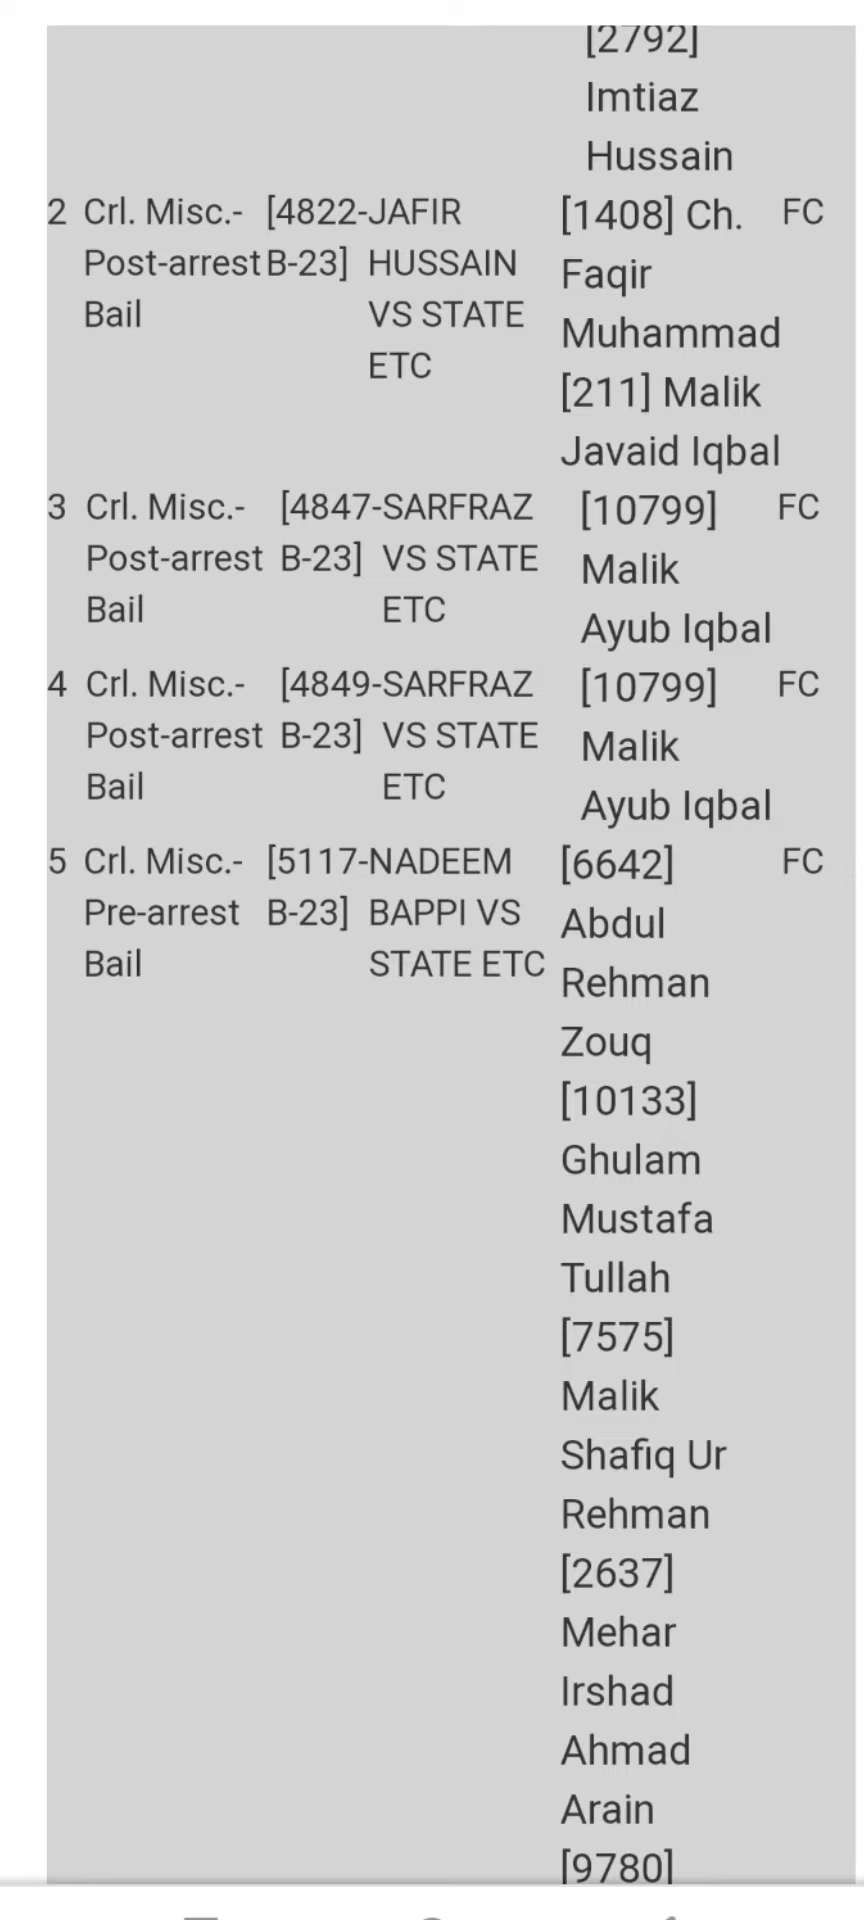 [2792]
Imtiaz
Hussain
2 Crl. Misc.- [4822-JAFIR [1408] Ch. FC
Post-arrest B-23] HUSSAIN Faqir
Bail VS STATE Muhammad
ETC [211] Malik
Javaid Iqbal
3 Crl. Misc.- [4847-SARFRAZ [10799] FC
Post-arrest B-23] VS STATE Malik
Bail ETC Ayub Iqbal
4 Crl. Misc.- [4849-SARFRAZ [10799] FC
Post-arrest B-23] VS STATE Malik
Bail ETC Ayub Iqbal
5 Crl. Misc.- [5117-NADEEM [6642] FC
Pre-arrest B-23] BAPPI VS Abdul
Bail STATE ETC Rehman
Zouq
[10133]
Ghulam
Mustafa
Tullah
[7575]
Malik
Shafiq Ur
Rehman
[2637]
Mehar
Irshad
Ahmad
Arain
[9780]